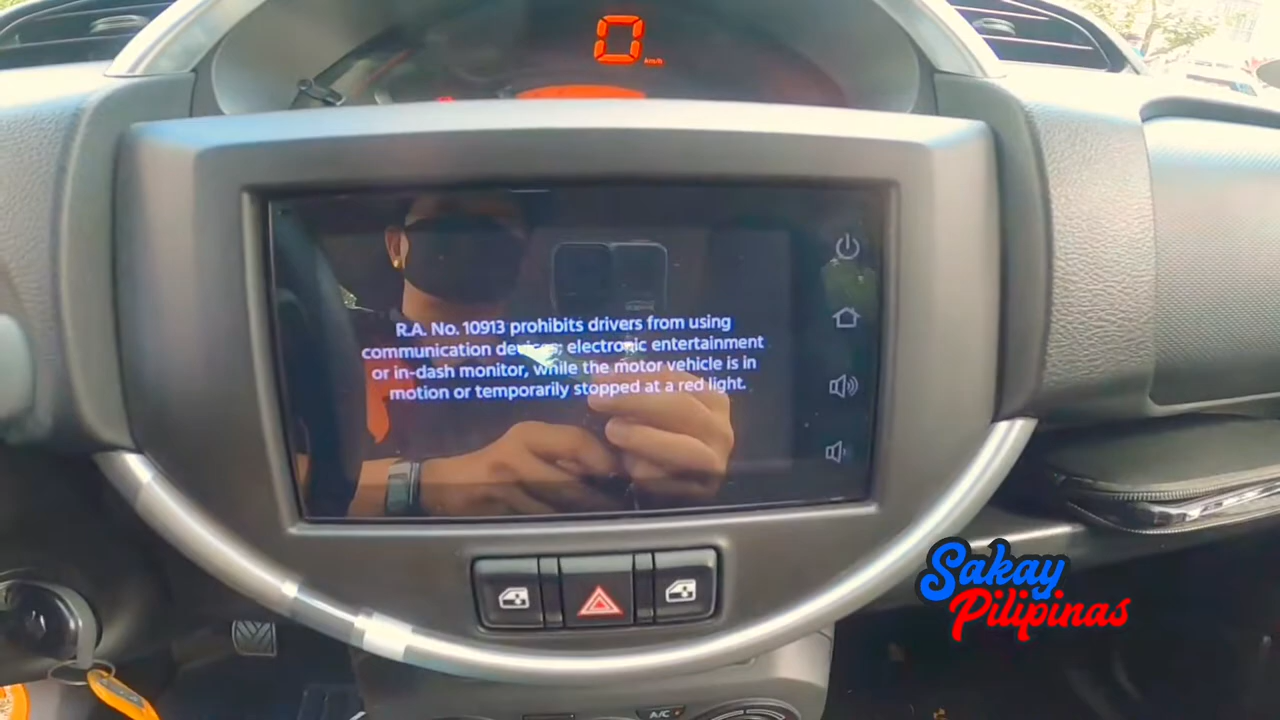 0
km/h
R.A. No. 10913 prohibits drivers from using
communication devices, electronic entertainment
or in-dash monitor, while the motor vehicle is in
motion or temporarily stopped at a red light.
Sakay
Pilipinas
A/C